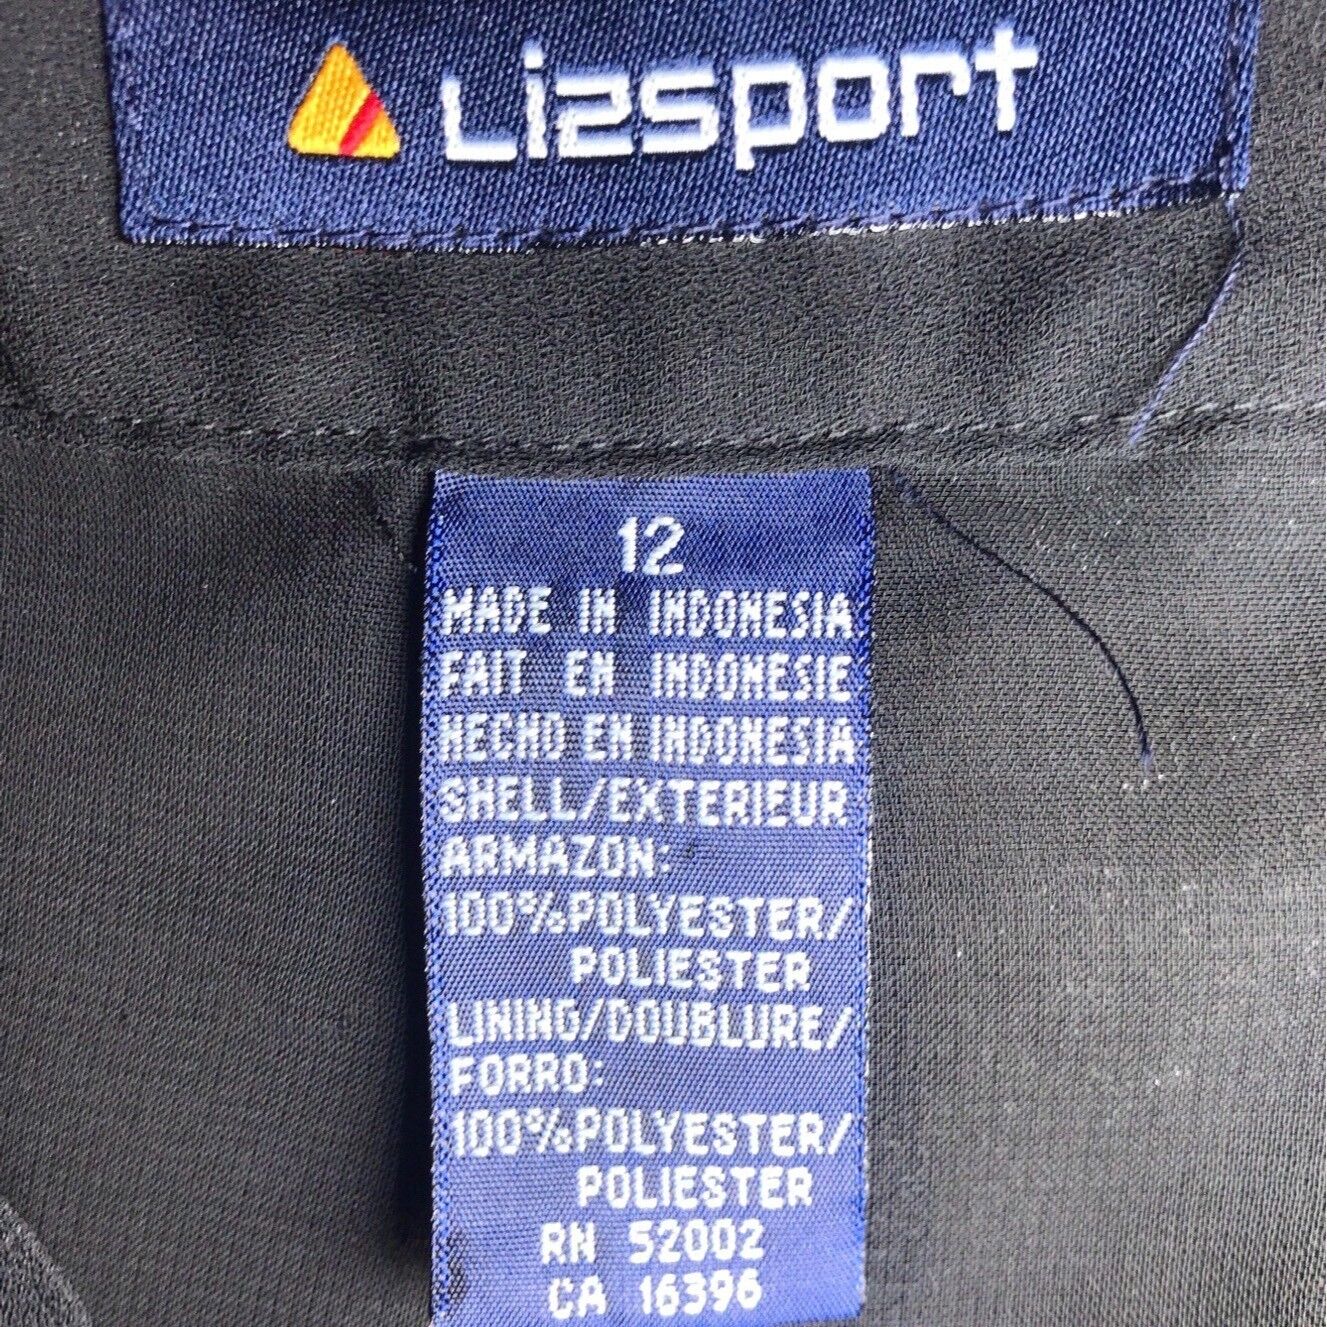 Lizsport
12
MADE IN INDONESIA
FAIT EN INDONESIE
HECHO EN INDONESIA
SHELL/EXTERIEUR
ARMAZON:
100%POLYESTER/
POLIESTER
LINING/DOUBLURE/
FORRO:
100%POLYESTER/
POLIESTER
RN 52002
CA 16396